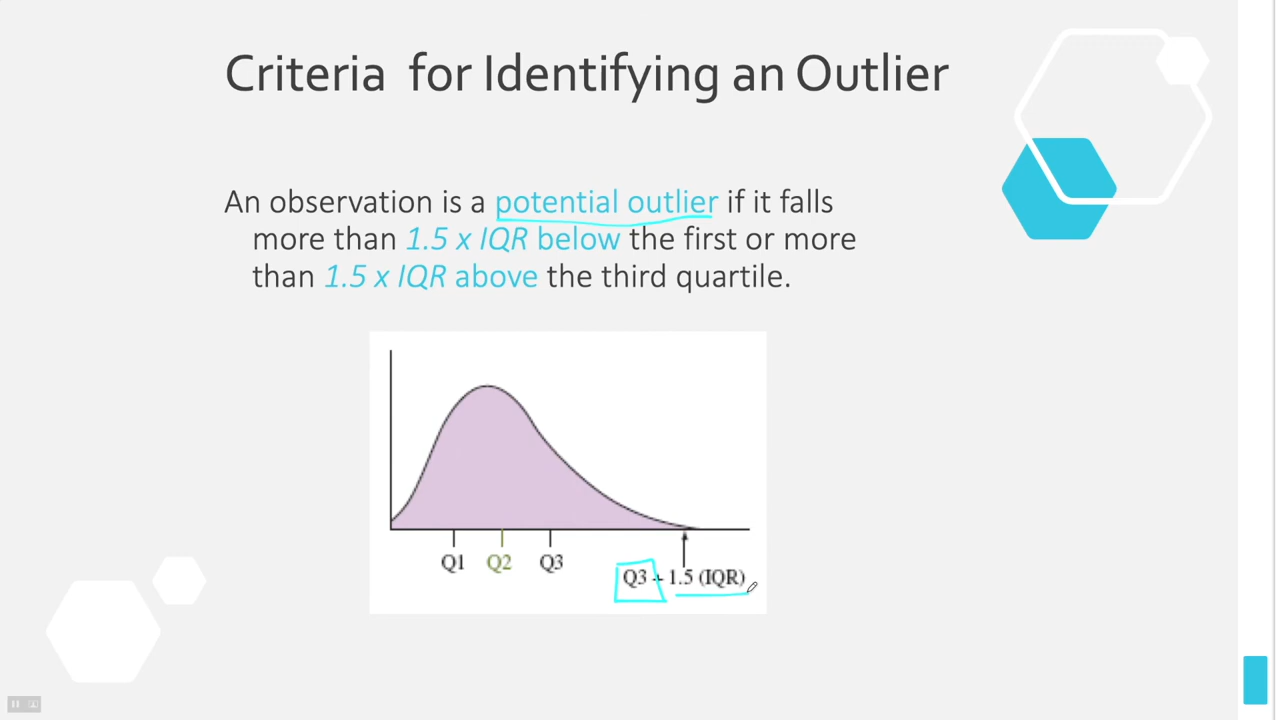 Criteria for Identifying an Outlier
An observation is a potential outlier if it falls
more than 1.5 x IQR below the first or more
than 1.5 x IQR above the third quartile.
Q1 Q2 Q3
Q3 + 1.5 (IQR)